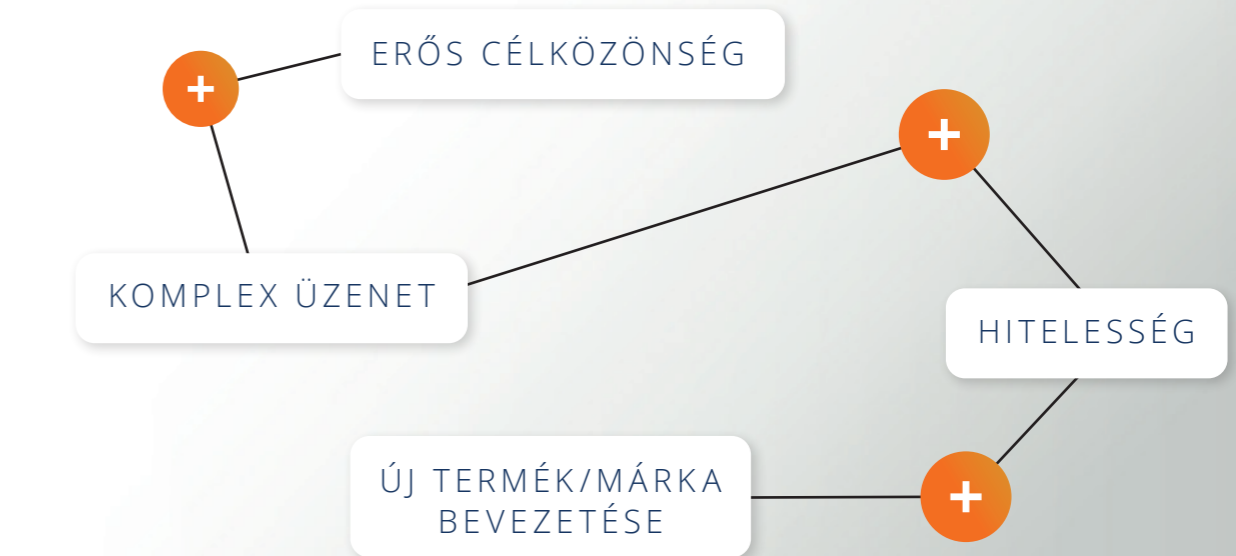 ERŐS CÉLKÖZÖNSÉG
+
+
KOMPLEX ÜZENET
HITELESSÉG
ÚJ TERMÉK/MÁRKA
BEVEZETÉSE
+